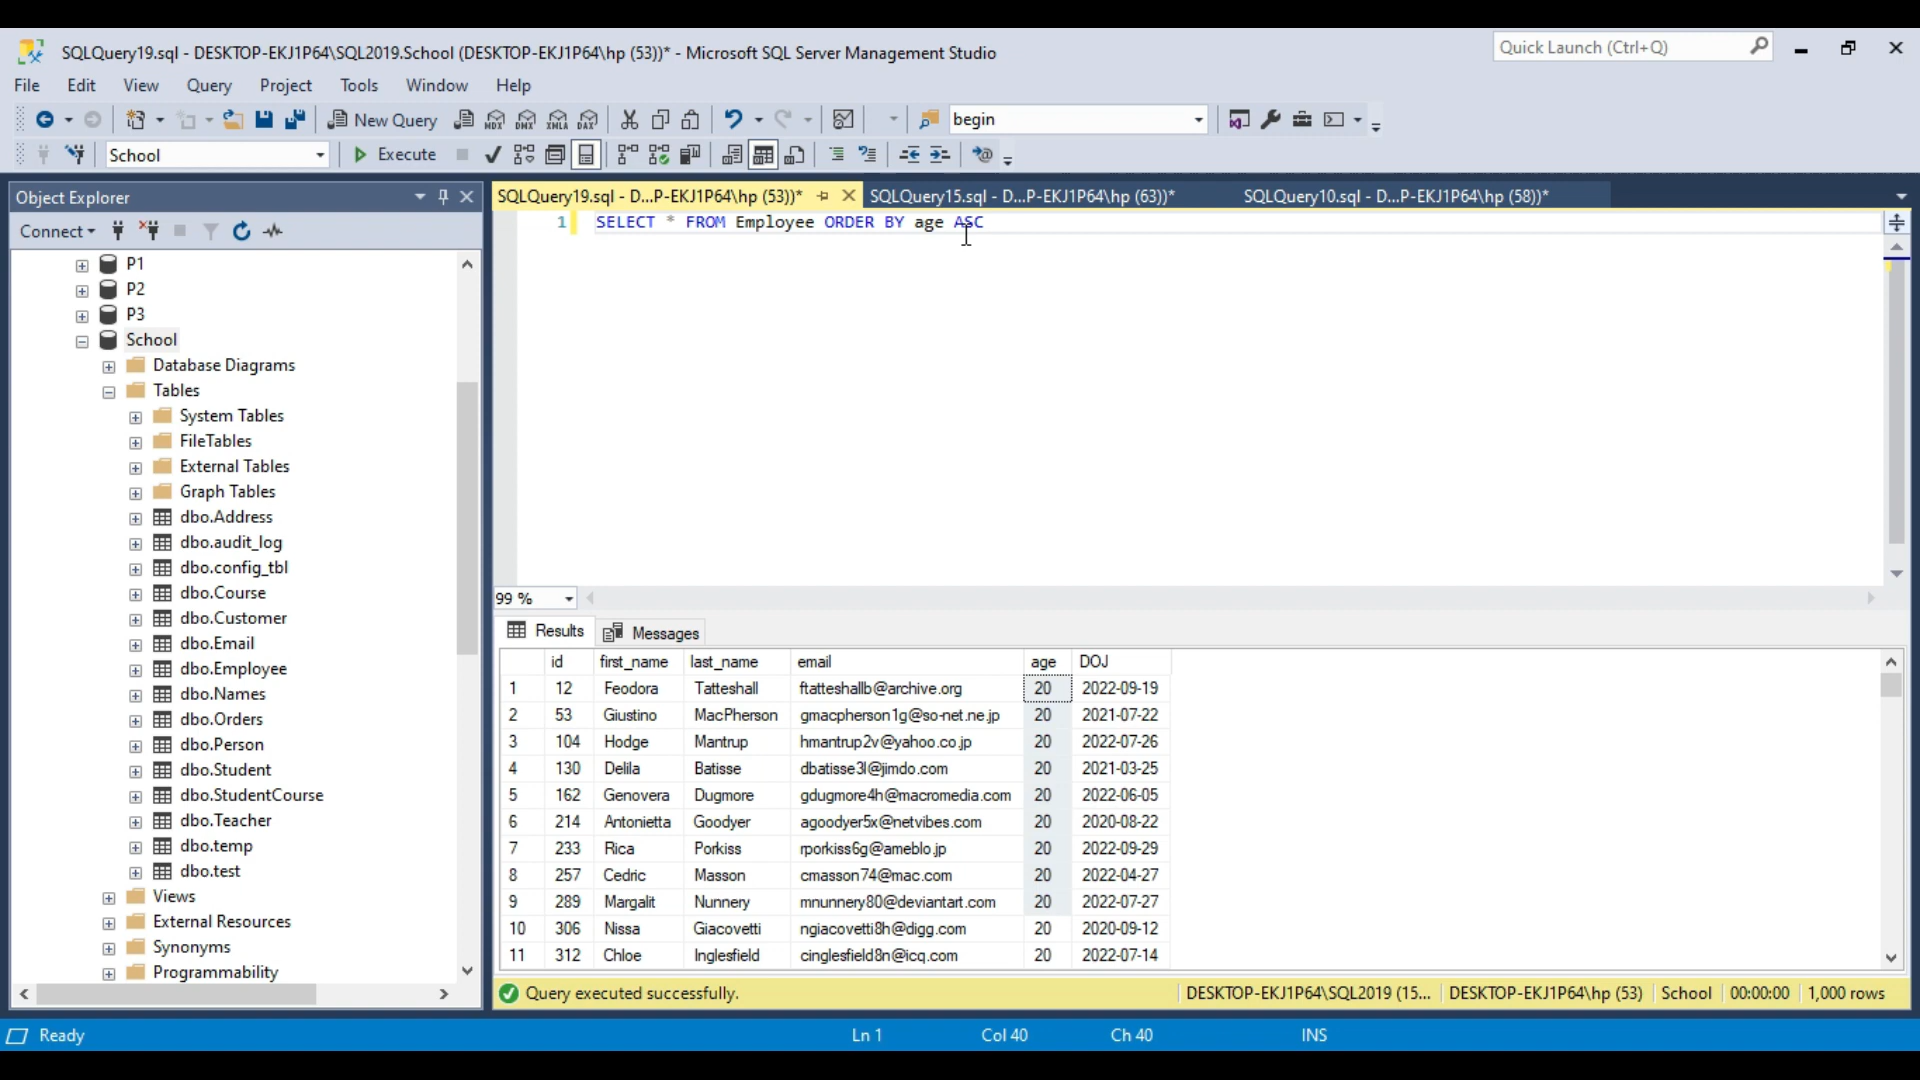 SQLQuery19.sql - DESKTOP-EKJ1P64\SQL2019.School (DESKTOP-EKJ1P64\hp (53))* - Microsoft SQL Server Management Studio
Quick Launch (Ctrl+Q)
File Edit View Query Project Tools Window Help
New Query MDX DMX XMLA DAX begin
School Execute
Object Explorer
SQLQuery19.sql - D...P-EKJ1P64\hp (53))* SQLQuery15.sql - D...P-EKJ1P64\hp (63))* SQLQuery10.sql - D...P-EKJ1P64\hp (58))*
Connect
1 SELECT * FROM Employee ORDER BY age ASC
P1
P2
P3
School
Database Diagrams
Tables
System Tables
FileTables
External Tables
Graph Tables
dbo.Address
dbo.audit_log
dbo.config_tbl
dbo.Course
dbo.Customer
dbo.Email
dbo.Employee
dbo.Names
dbo.Orders
dbo.Person
dbo.Student
dbo.StudentCourse
dbo.Teacher
dbo.temp
dbo.test
Views
External Resources
Synonyms
Programmability
99 %
Results Messages
id first_name last_name email age DOJ
1 12 Feodora Tatteshall ftatteshallb@archive.org 20 2022-09-19
2 53 Giustino MacPherson gmacpherson1g@so-net.ne.jp 20 2021-07-22
3 104 Hodge Mantrup hmantrup2v@yahoo.co.jp 20 2022-07-26
4 130 Delila Batisse dbatisse3l@jimdo.com 20 2021-03-25
5 162 Genovera Dugmore gdugmore4h@macromedia.com 20 2022-06-05
6 214 Antonietta Goodyer agoodyer5x@netvibes.com 20 2020-08-22
7 233 Rica Porkiss rporkiss6g@ameblo.jp 20 2022-09-29
8 257 Cedric Masson cmasson74@mac.com 20 2022-04-27
9 289 Margalit Nunnery mnunnery80@deviantart.com 20 2022-07-27
10 306 Nissa Giacovetti ngiacovetti8h@digg.com 20 2020-09-12
11 312 Chloe Inglesfield cinglesfield8n@icq.com 20 2022-07-14
Query executed successfully. DESKTOP-EKJ1P64\SQL2019 (15... DESKTOP-EKJ1P64\hp (53) School 00:00:00 1,000 rows
Ready Ln 1 Col 40 Ch 40 INS